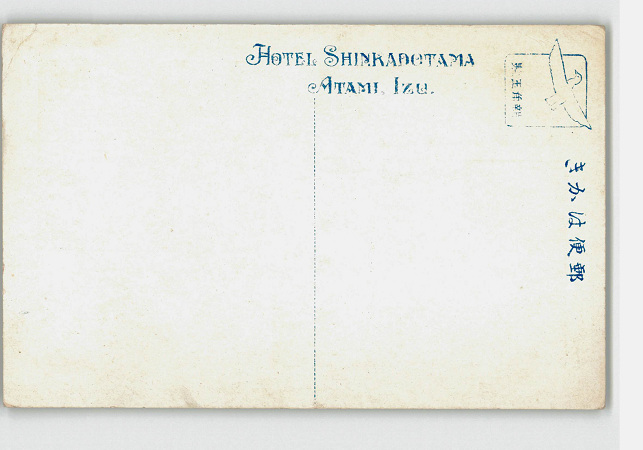 HOTEL SHINKADOTAMA
ATAMI, IZU.
郵便はかき